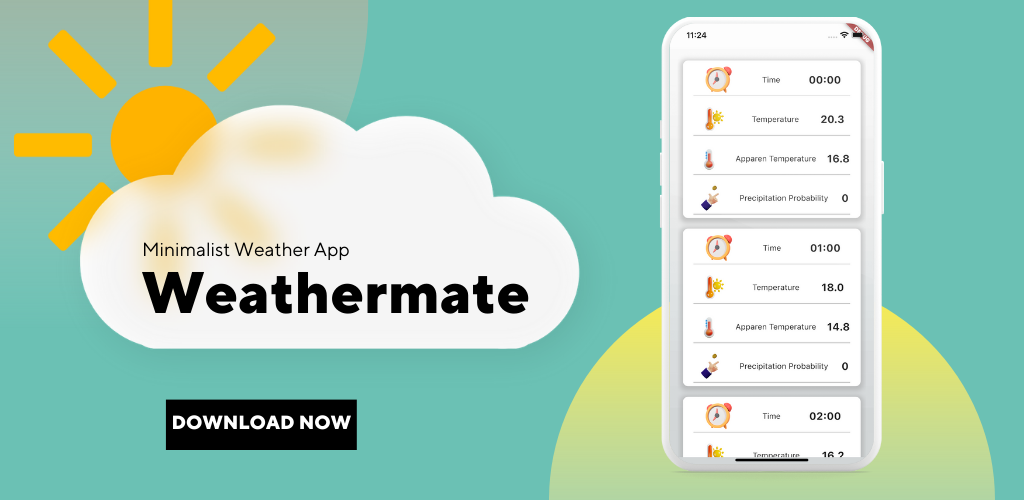 Minimalist Weather App
Weathermate
DOWNLOAD NOW
11:24
Time 00:00
Temperature 20.3
Apparen Temperature 16.8
Precipitation Probability 0
Time 01:00
Temperature 18.0
Apparen Temperature 14.8
Precipitation Probability 0
Time 02:00
Temperature 16.2